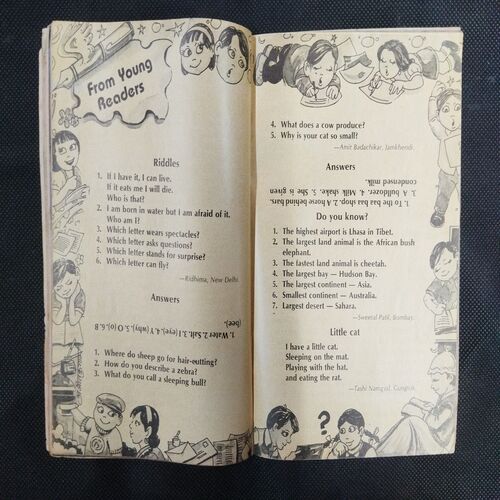 From Young
Readers
Riddles
1. If I have it, I can live.
If it eats me I will die.
Who is that?
2. I am born in water but I am afraid of it.
Who am I?
3. Which letter wears spectacles?
4. Which letter asks questions?
5. Which letter stands for surprise?
6. Which letter can fly?
—Ridhima, New Delhi.
Answers
1. Water 2. Salt 3. I (eye), 4. Y (why) 5. O (o), 6. B
(bee).
1. Where do sheep go for hair-cutting?
2. How do you describe a zebra?
3. What do you call a sleeping bull?
4. What does a cow produce?
5. Why is your cat so small?
—Amit Badachikar, Jamkhendi.
Answers
1. To the baa baa shop, 2. A horse behind bars,
3. A bulldozer, 4. Milk shake, 5. She is given
condensed milk.
Do you know?
1. The highest airport is Lhasa in Tibet.
2. The largest land animal is the African bush
elephant.
3. The fastest land animal is cheetah.
4. The largest bay — Hudson Bay.
5. The largest continent — Asia.
6. Smallest continent — Australia.
7. Largest desert — Sahara.
—Sweetal Patil, Bombay.
Little cat
I have a little cat.
Sleeping on the mat.
Playing with the hat,
and eating the rat.
—Tashi Namgyal, Gangtok.
?